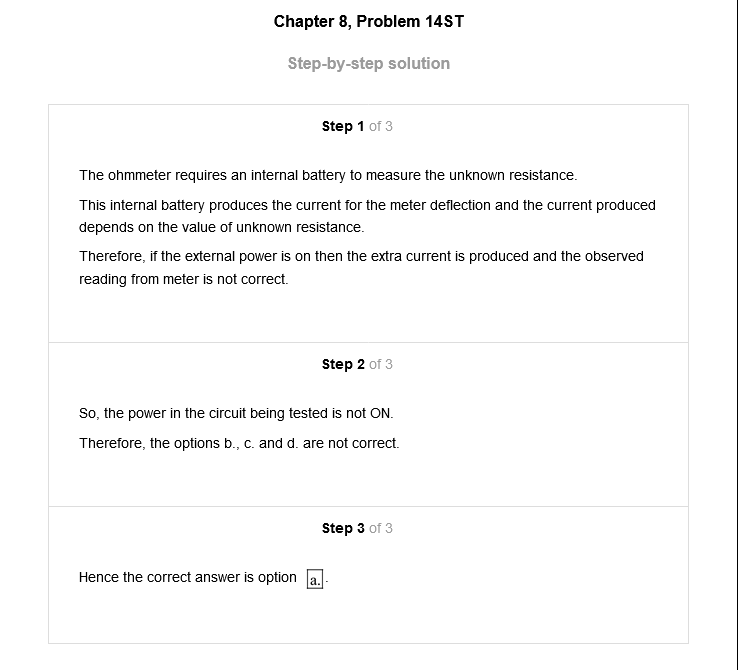 Chapter 8, Problem 14ST
Step-by-step solution
Step 1 of 3
The ohmmeter requires an internal battery to measure the unknown resistance.
This internal battery produces the current for the meter deflection and the current produced
depends on the value of unknown resistance.
Therefore, if the external power is on then the extra current is produced and the observed
reading from meter is not correct.
Step 2 of 3
So, the power in the circuit being tested is not ON.
Therefore, the options b., c. and d. are not correct.
Step 3 of 3
Hence the correct answer is option a..